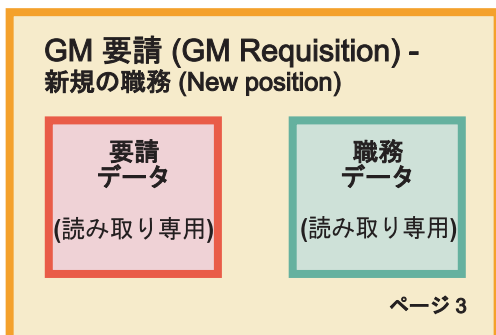 GM 要請 (GM Requisition) -
新規の職務 (New position)
要請
データ
(読み取り専用)
職務
データ
(読み取り専用)
ページ 3